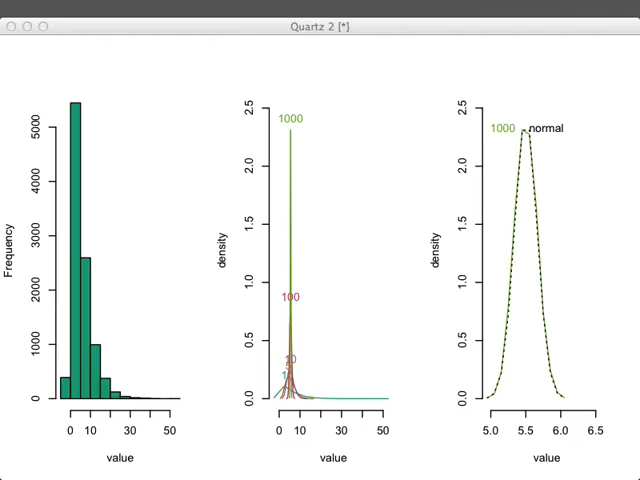 Quartz 2 [*]
Frequency
5000
4000
3000
2000
1000
0
0 10 30 50
value
density
2.5
2.0
1.5
1.0
0.5
0.0
1000
100
10
0 10 30 50
value
density
2.5
2.0
1.5
1.0
0.5
0.0
1000 normal
5.0 5.5 6.0 6.5
value